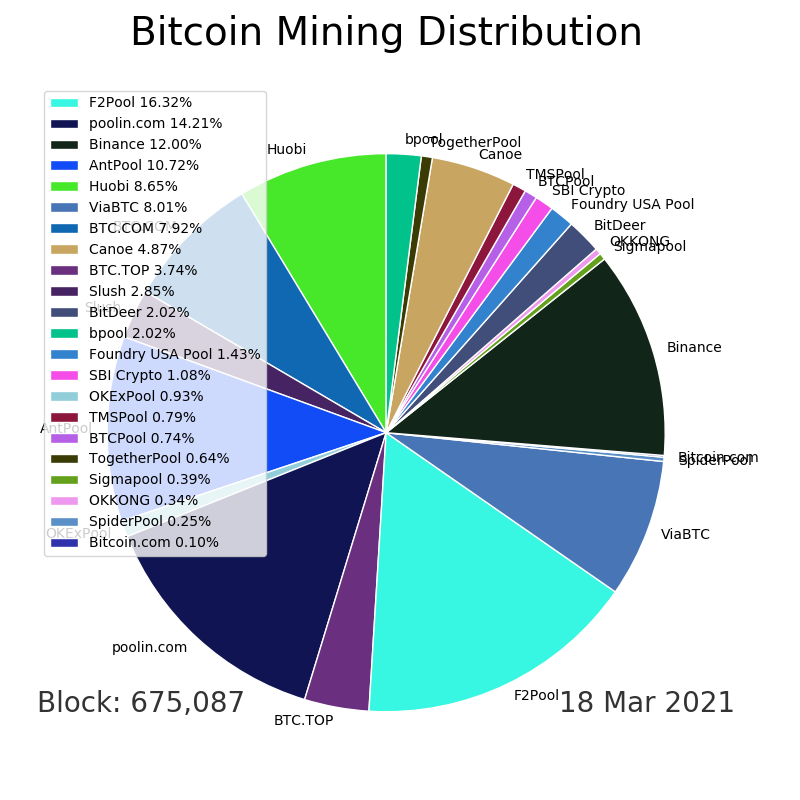 Bitcoin Mining Distribution
F2Pool 16.32%
poolin.com 14.21%
Binance 12.00%
AntPool 10.72%
Huobi 8.65%
ViaBTC 8.01%
BTC.COM 7.92%
Canoe 4.87%
BTC.TOP 3.74%
Slush 2.85%
BitDeer 2.02%
bpool 2.02%
Foundry USA Pool 1.43%
SBI Crypto 1.08%
OKExPool 0.93%
TMSPool 0.79%
BTCPool 0.74%
TogetherPool 0.64%
Sigmapool 0.39%
OKKONG 0.34%
SpiderPool 0.25%
Bitcoin.com 0.10%
Huobi
bpool
TogetherPool
Canoe
TMSPool
BTCPool
SBI Crypto
Foundry USA Pool
BitDeer
OKKONG
Sigmapool
Binance
Bitcoin.com
SpiderPool
ViaBTC
F2Pool
BTC.TOP
poolin.com
OKExPool
AntPool
Slush
BTC.COM
Block: 675,087
18 Mar 2021